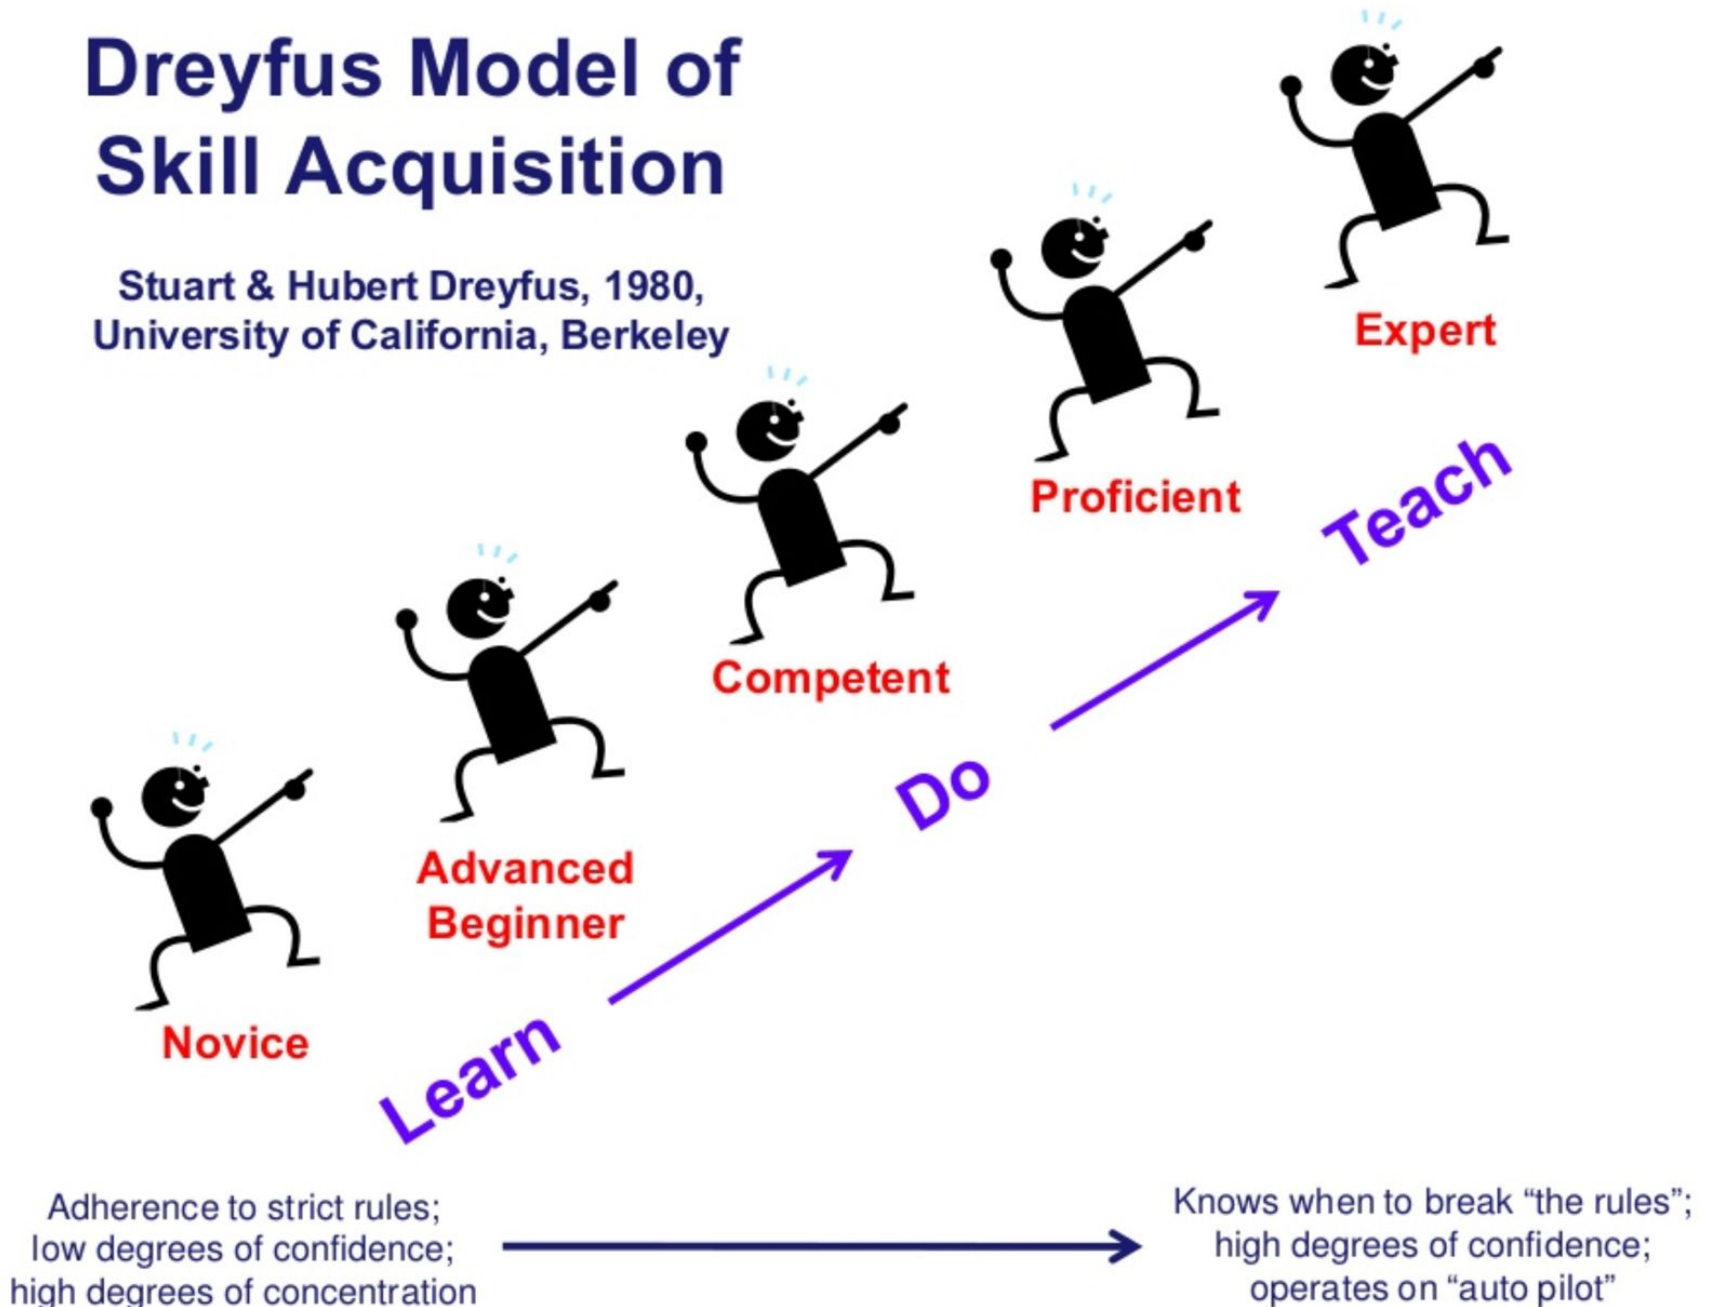 Dreyfus Model of
Skill Acquisition
Stuart & Hubert Dreyfus, 1980,
University of California, Berkeley
Expert
Proficient
Competent
Advanced
Beginner
Novice
Teach
Do
Learn
Adherence to strict rules;
low degrees of confidence;
high degrees of concentration
Knows when to break “the rules”;
high degrees of confidence;
operates on “auto pilot”